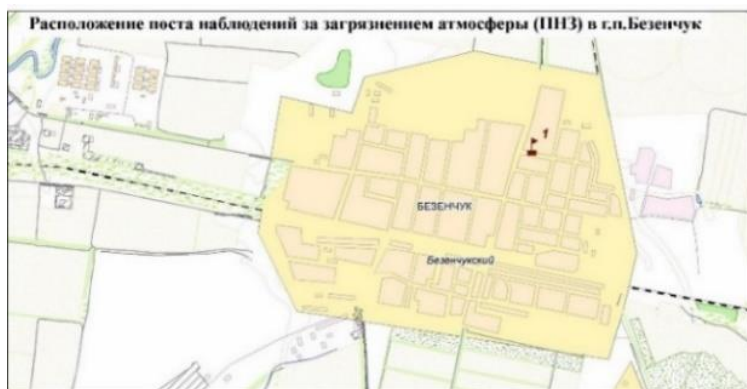 Расположение поста наблюдений за загрязнением атмосферы (ПНЗ) в г.п.Безенчук
1
БЕЗЕНЧУК
Безенчукский